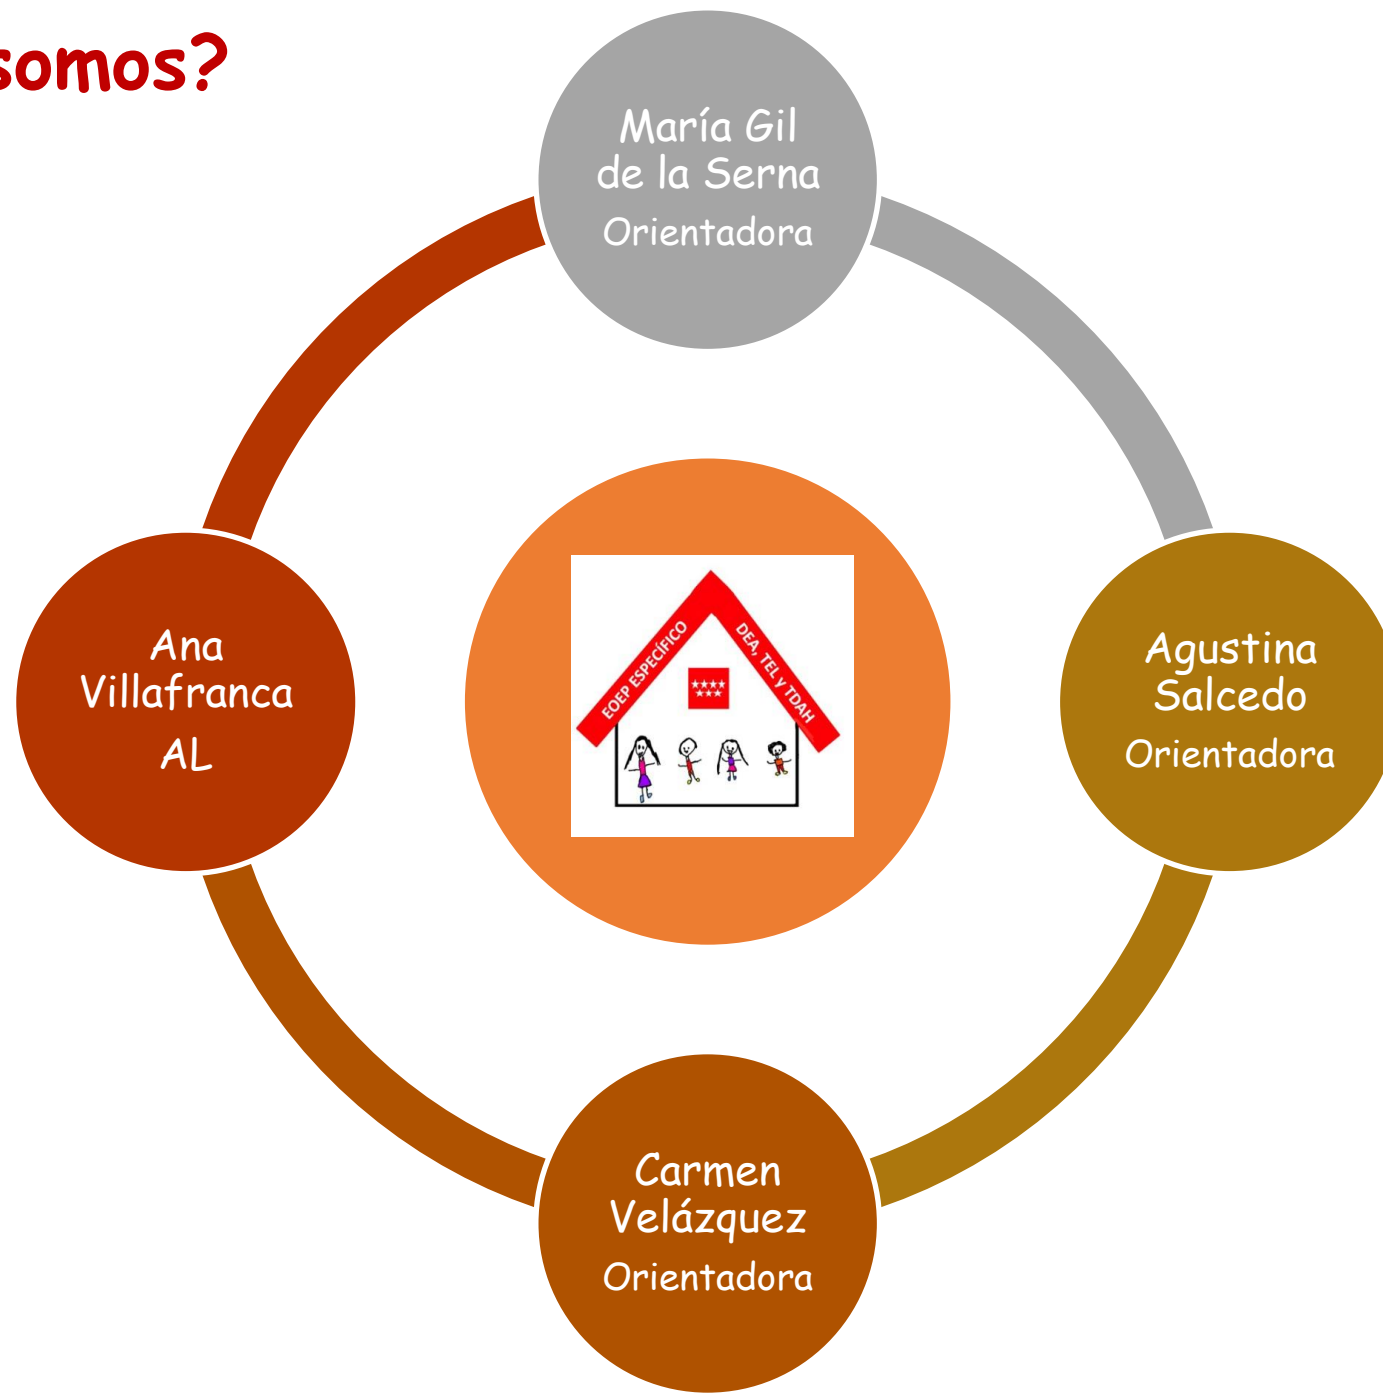 somos?
María Gil
de la Serna
Orientadora
Ana
Villafranca
AL
EOEP ESPECÍFICO
DEA, TEL y TDAH
Agustina
Salcedo
Orientadora
Carmen
Velázquez
Orientadora